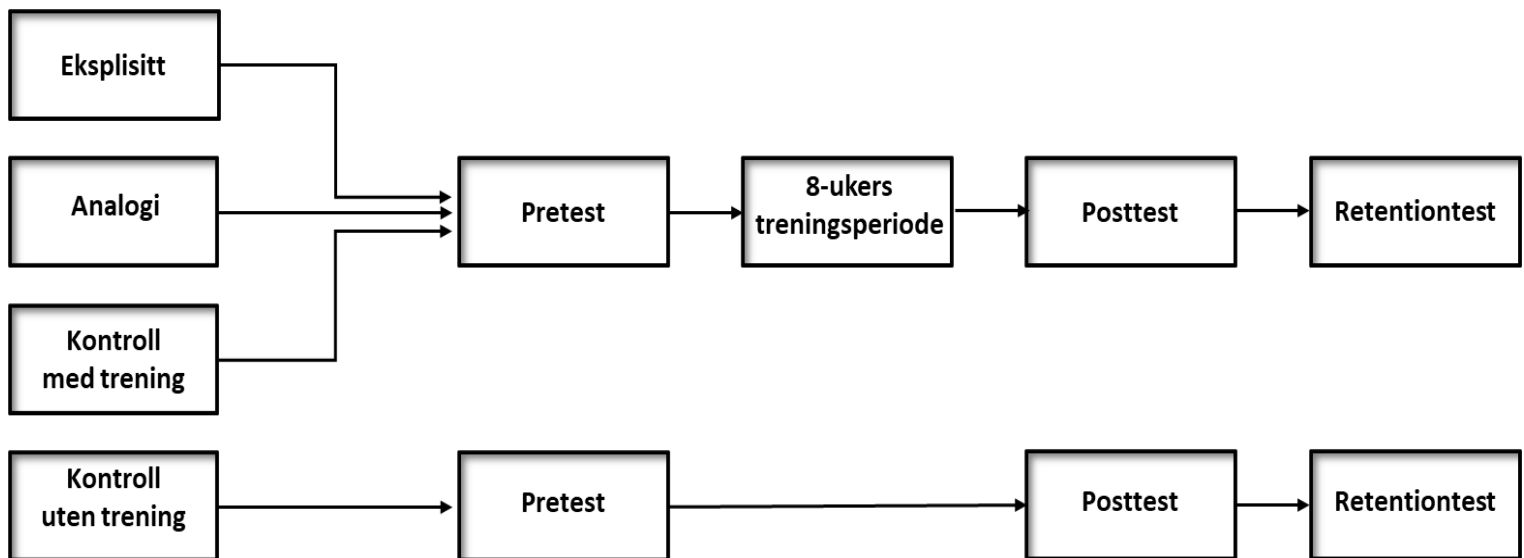 Eksplisitt
Analogi
Kontroll
med trening
Pretest
8-ukers
treningsperiode
Posttest
Retentiontest
Kontroll
uten trening
Pretest
Posttest
Retentiontest